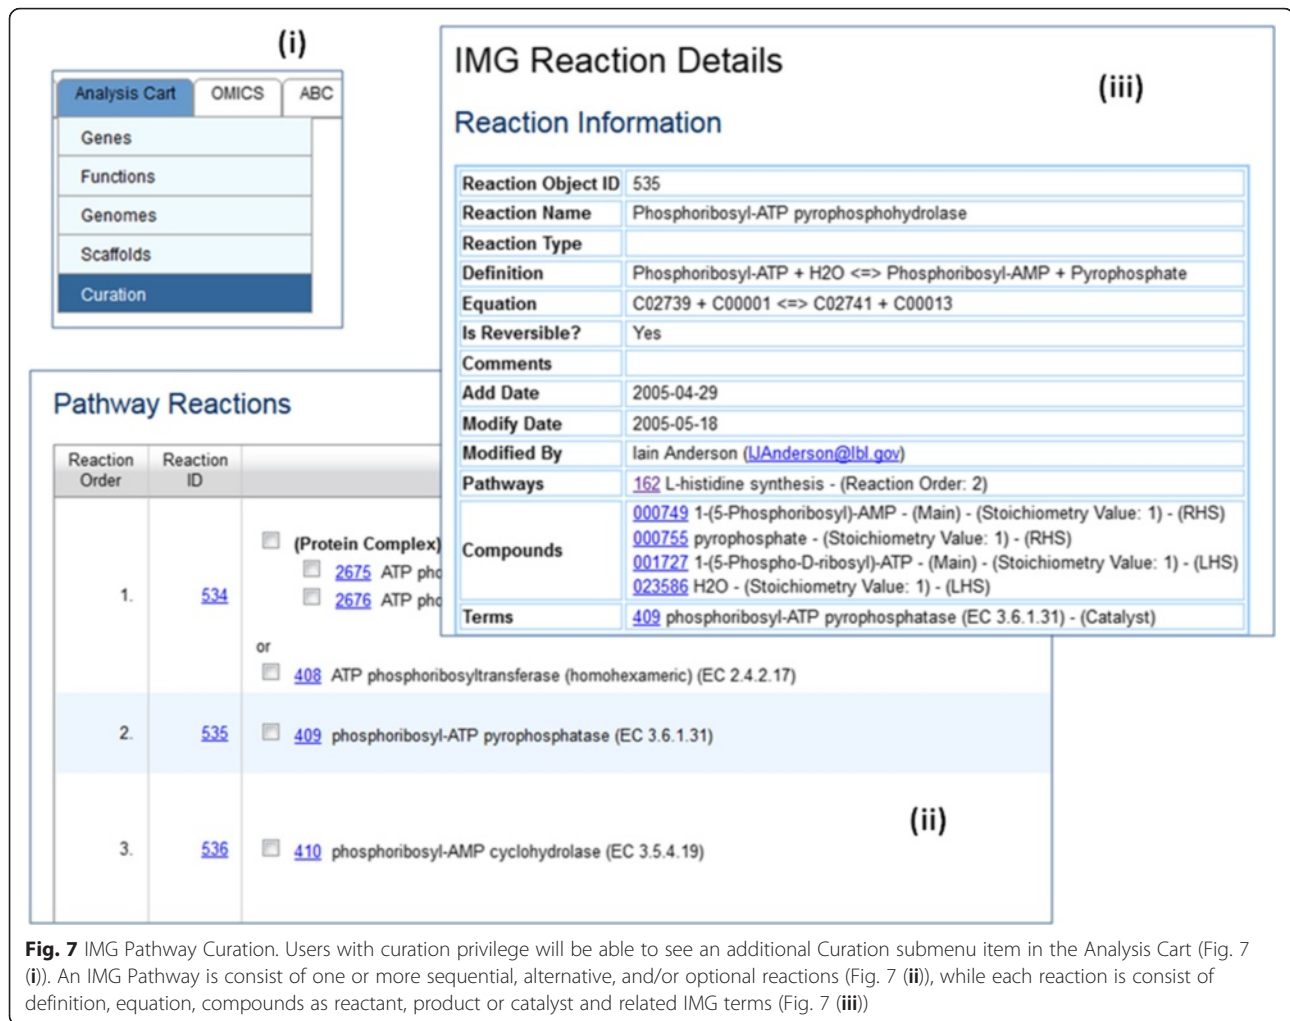 (i)
Analysis Cart OMICS ABC
Genes
Functions
Genomes
Scaffolds
Curation
IMG Reaction Details
(iii)
Reaction Information
Reaction Object ID 535
Reaction Name Phosphoribosyl-ATP pyrophosphohydrolase
Reaction Type
Definition Phosphoribosyl-ATP + H2O <=> Phosphoribosyl-AMP + Pyrophosphate
Equation C02739 + C00001 <=> C02741 + C00013
Is Reversible? Yes
Comments
Add Date 2005-04-29
Modify Date 2005-05-18
Modified By Iain Anderson (IJAnderson@lbl.gov)
Pathways 162 L-histidine synthesis - (Reaction Order: 2)
Compounds
000749 1-(5-Phosphoribosyl)-AMP - (Main) - (Stoichiometry Value: 1) - (RHS)
000755 pyrophosphate - (Stoichiometry Value: 1) - (RHS)
001727 1-(5-Phospho-D-ribosyl)-ATP - (Main) - (Stoichiometry Value: 1) - (LHS)
023586 H2O - (Stoichiometry Value: 1) - (LHS)
Terms 409 phosphoribosyl-ATP pyrophosphatase (EC 3.6.1.31) - (Catalyst)
Pathway Reactions
Reaction Order Reaction ID
1. 534
(Protein Complex)
2675 ATP pho
2676 ATP pho
or
408 ATP phosphoribosyltransferase (homohexameric) (EC 2.4.2.17)
2. 535 409 phosphoribosyl-ATP pyrophosphatase (EC 3.6.1.31)
(ii)
3. 536 410 phosphoribosyl-AMP cyclohydrolase (EC 3.5.4.19)
Fig. 7 IMG Pathway Curation. Users with curation privilege will be able to see an additional Curation submenu item in the Analysis Cart (Fig. 7
(i)). An IMG Pathway is consist of one or more sequential, alternative, and/or optional reactions (Fig. 7 (ii)), while each reaction is consist of
definition, equation, compounds as reactant, product or catalyst and related IMG terms (Fig. 7 (iii))